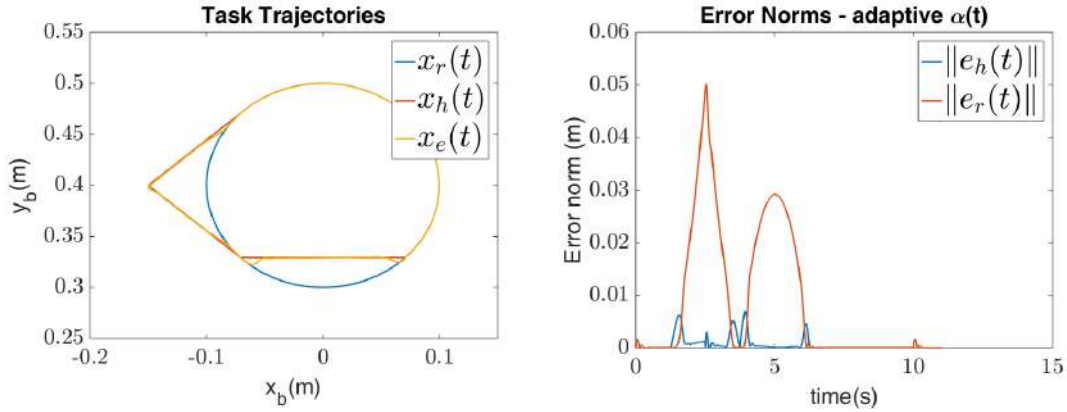 Task Trajectories
0.55
0.5
0.45
0.4
0.35
0.3
0.25
y_b(m)
-0.2
-0.1
0
0.1
x_b(m)
x_r(t)
x_h(t)
x_e(t)
Error Norms - adaptive α(t)
0.06
0.05
0.04
0.03
0.02
0.01
0
Error norm (m)
0
5
10
15
time(s)
||e_h(t)||
||e_r(t)||